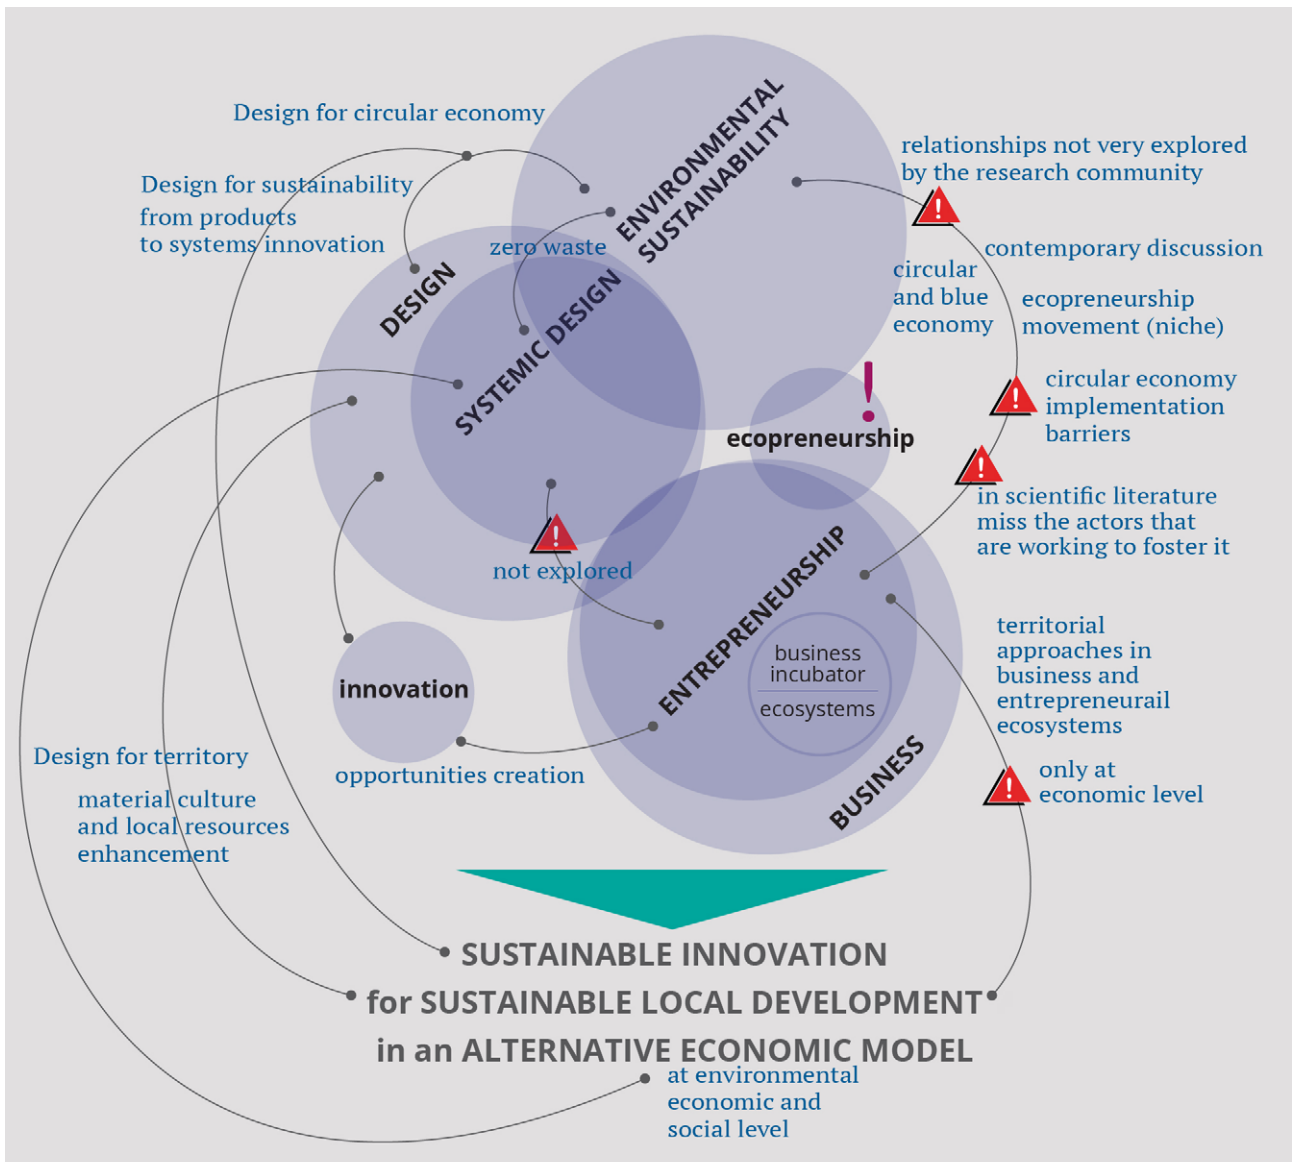 Design for circular economy
Design for sustainability
from products
to systems innovation
ENVIRONMENTAL
SUSTAINABILITY
zero waste
DESIGN
SYSTEMIC DESIGN
relationships not very explored
by the research community
contemporary discussion
circular
and blue
economy
ecopreneurship
movement (niche)
circular economy
implementation
barriers
ecopreneurship
in scientific literature
miss the actors that
are working to foster it
not explored
ENTREPRENEURSHIP
business
incubator
ecosystems
BUSINESS
innovation
opportunities creation
territorial
approaches in
business and
entrepreneurail
ecosystems
only at
economic level
Design for territory
material culture
and local resources
enhancement
SUSTAINABLE INNOVATION
for SUSTAINABLE LOCAL DEVELOPMENT
in an ALTERNATIVE ECONOMIC MODEL
at environmental
economic and
social level